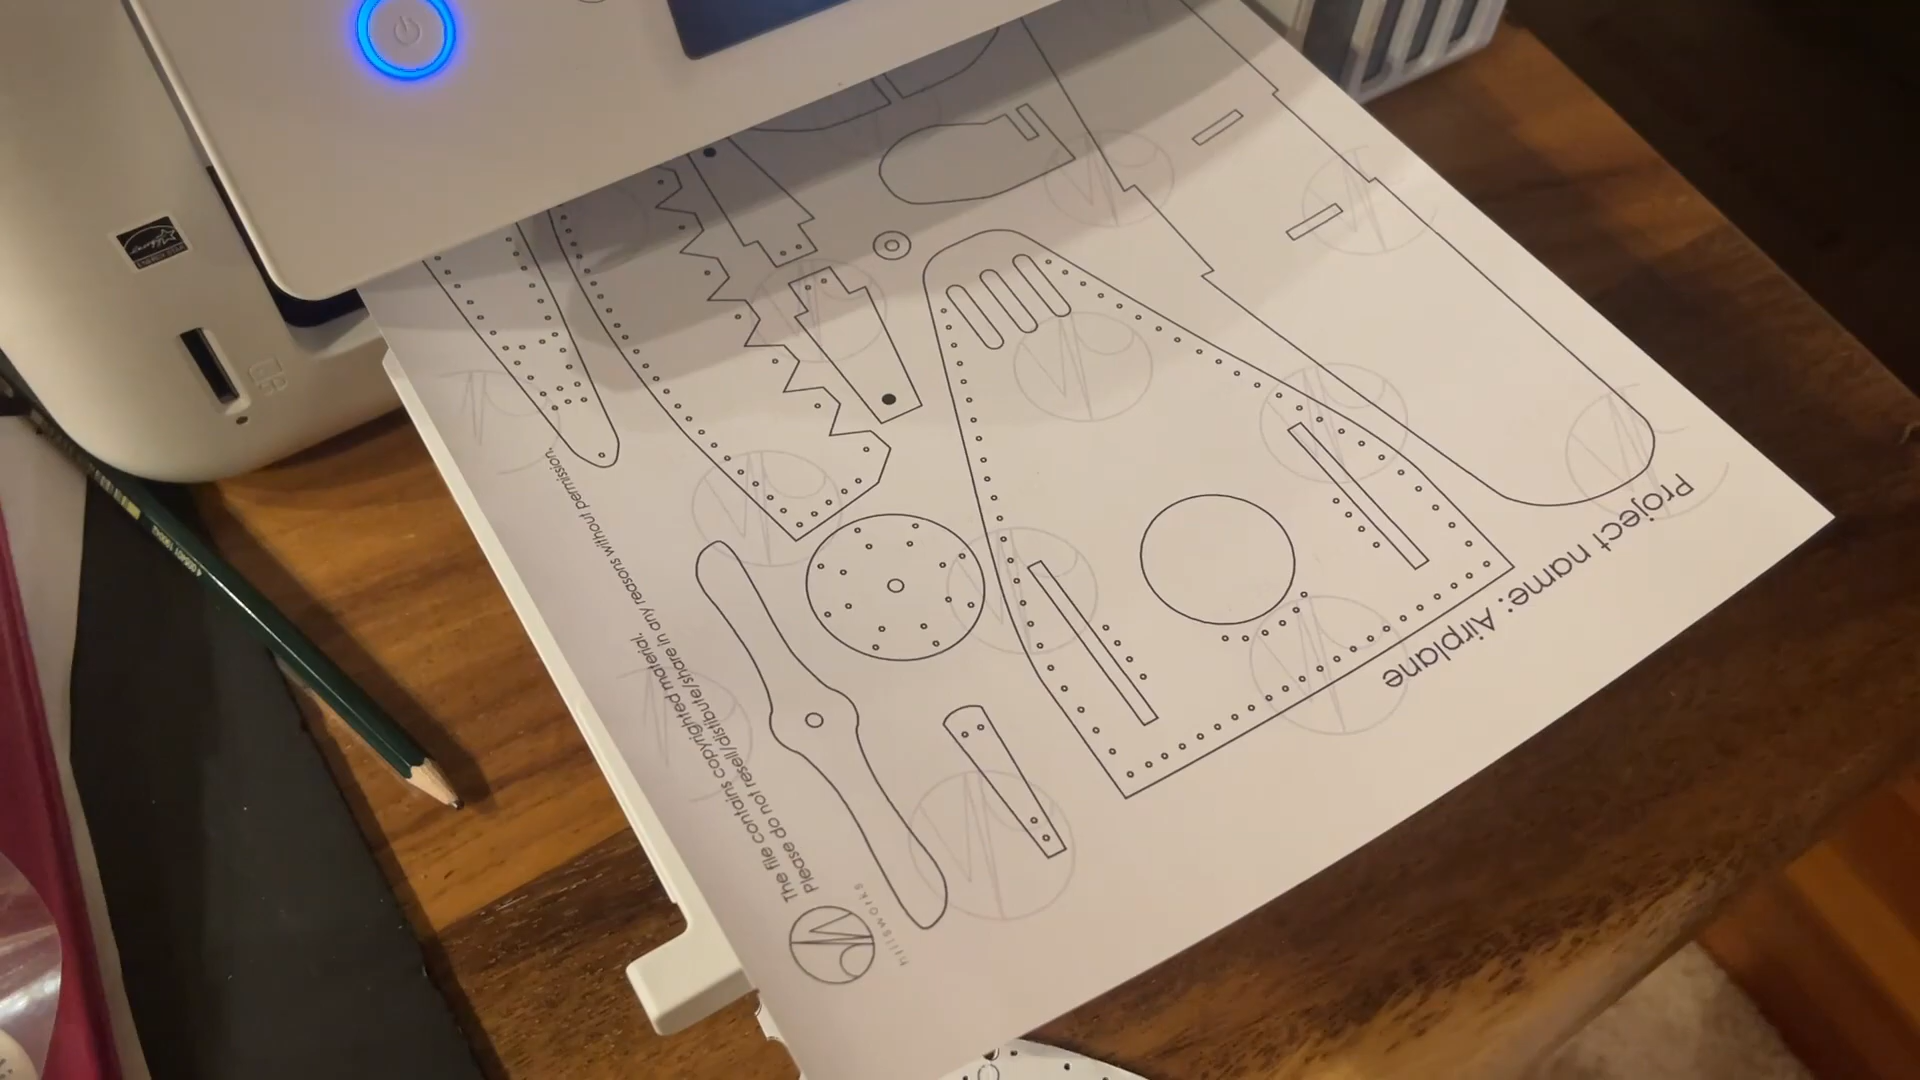 Project name: Airplane
The file contains copyrighted material.
Please do not resell/distribute/share in any reasons without permission.
hillsworks